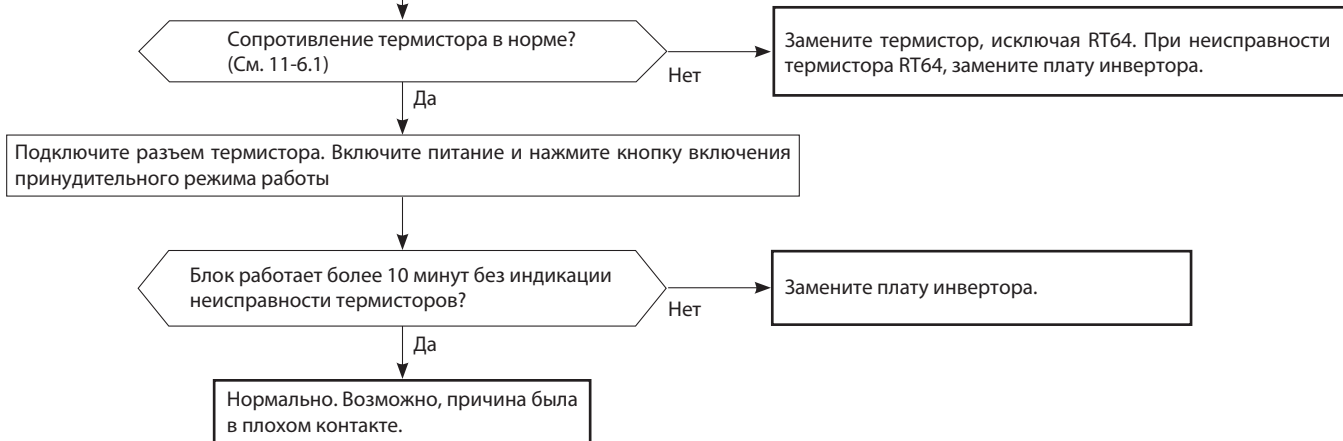 Сопротивление термистора в норме?
(См. 11-6.1)
Нет
Замените термистор, исключая RT64. При неисправности
термистора RT64, замените плату инвертора.
Да
Подключите разъем термистора. Включите питание и нажмите кнопку включения
принудительного режима работы
Блок работает более 10 минут без индикации
неисправности термисторов?
Нет
Замените плату инвертора.
Да
Нормально. Возможно, причина была
в плохом контакте.